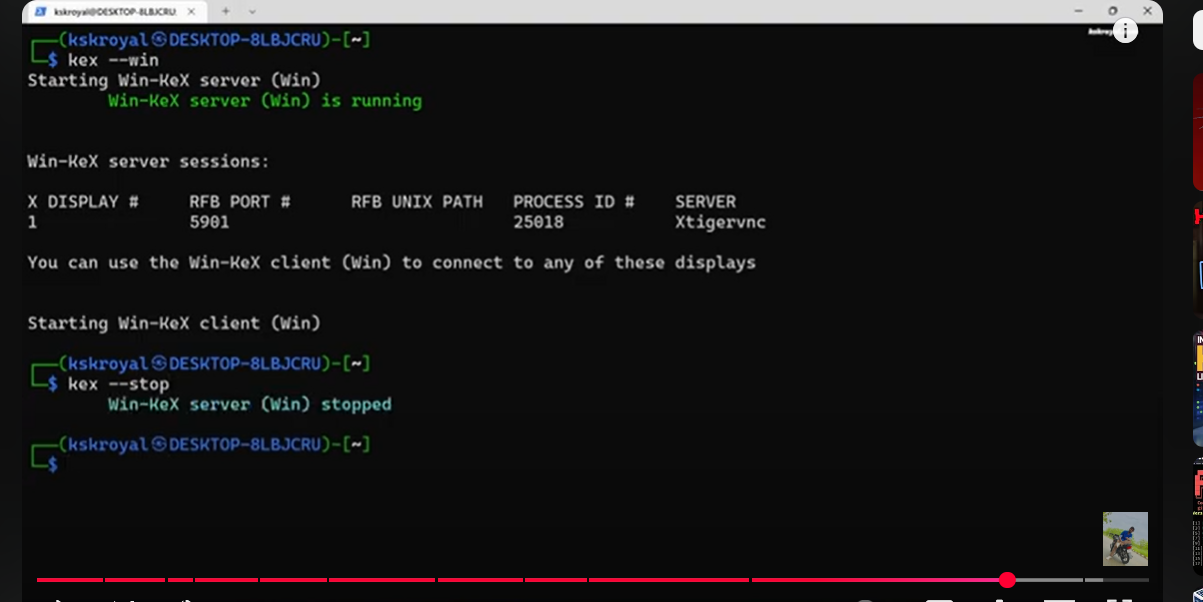 kskroyal@DESKTOP-8LBJCRU:
(kskroyal㉿DESKTOP-8LBJCRU)-[~]
$ kex --win
Starting Win-KeX server (Win)
Win-KeX server (Win) is running
Win-KeX server sessions:
X DISPLAY # RFB PORT # RFB UNIX PATH PROCESS ID # SERVER
1 5901 25018 Xtigervnc
You can use the Win-KeX client (Win) to connect to any of these displays
Starting Win-KeX client (Win)
(kskroyal㉿DESKTOP-8LBJCRU)-[~]
$ kex --stop
Win-KeX server (Win) stopped
(kskroyal㉿DESKTOP-8LBJCRU)-[~]
$